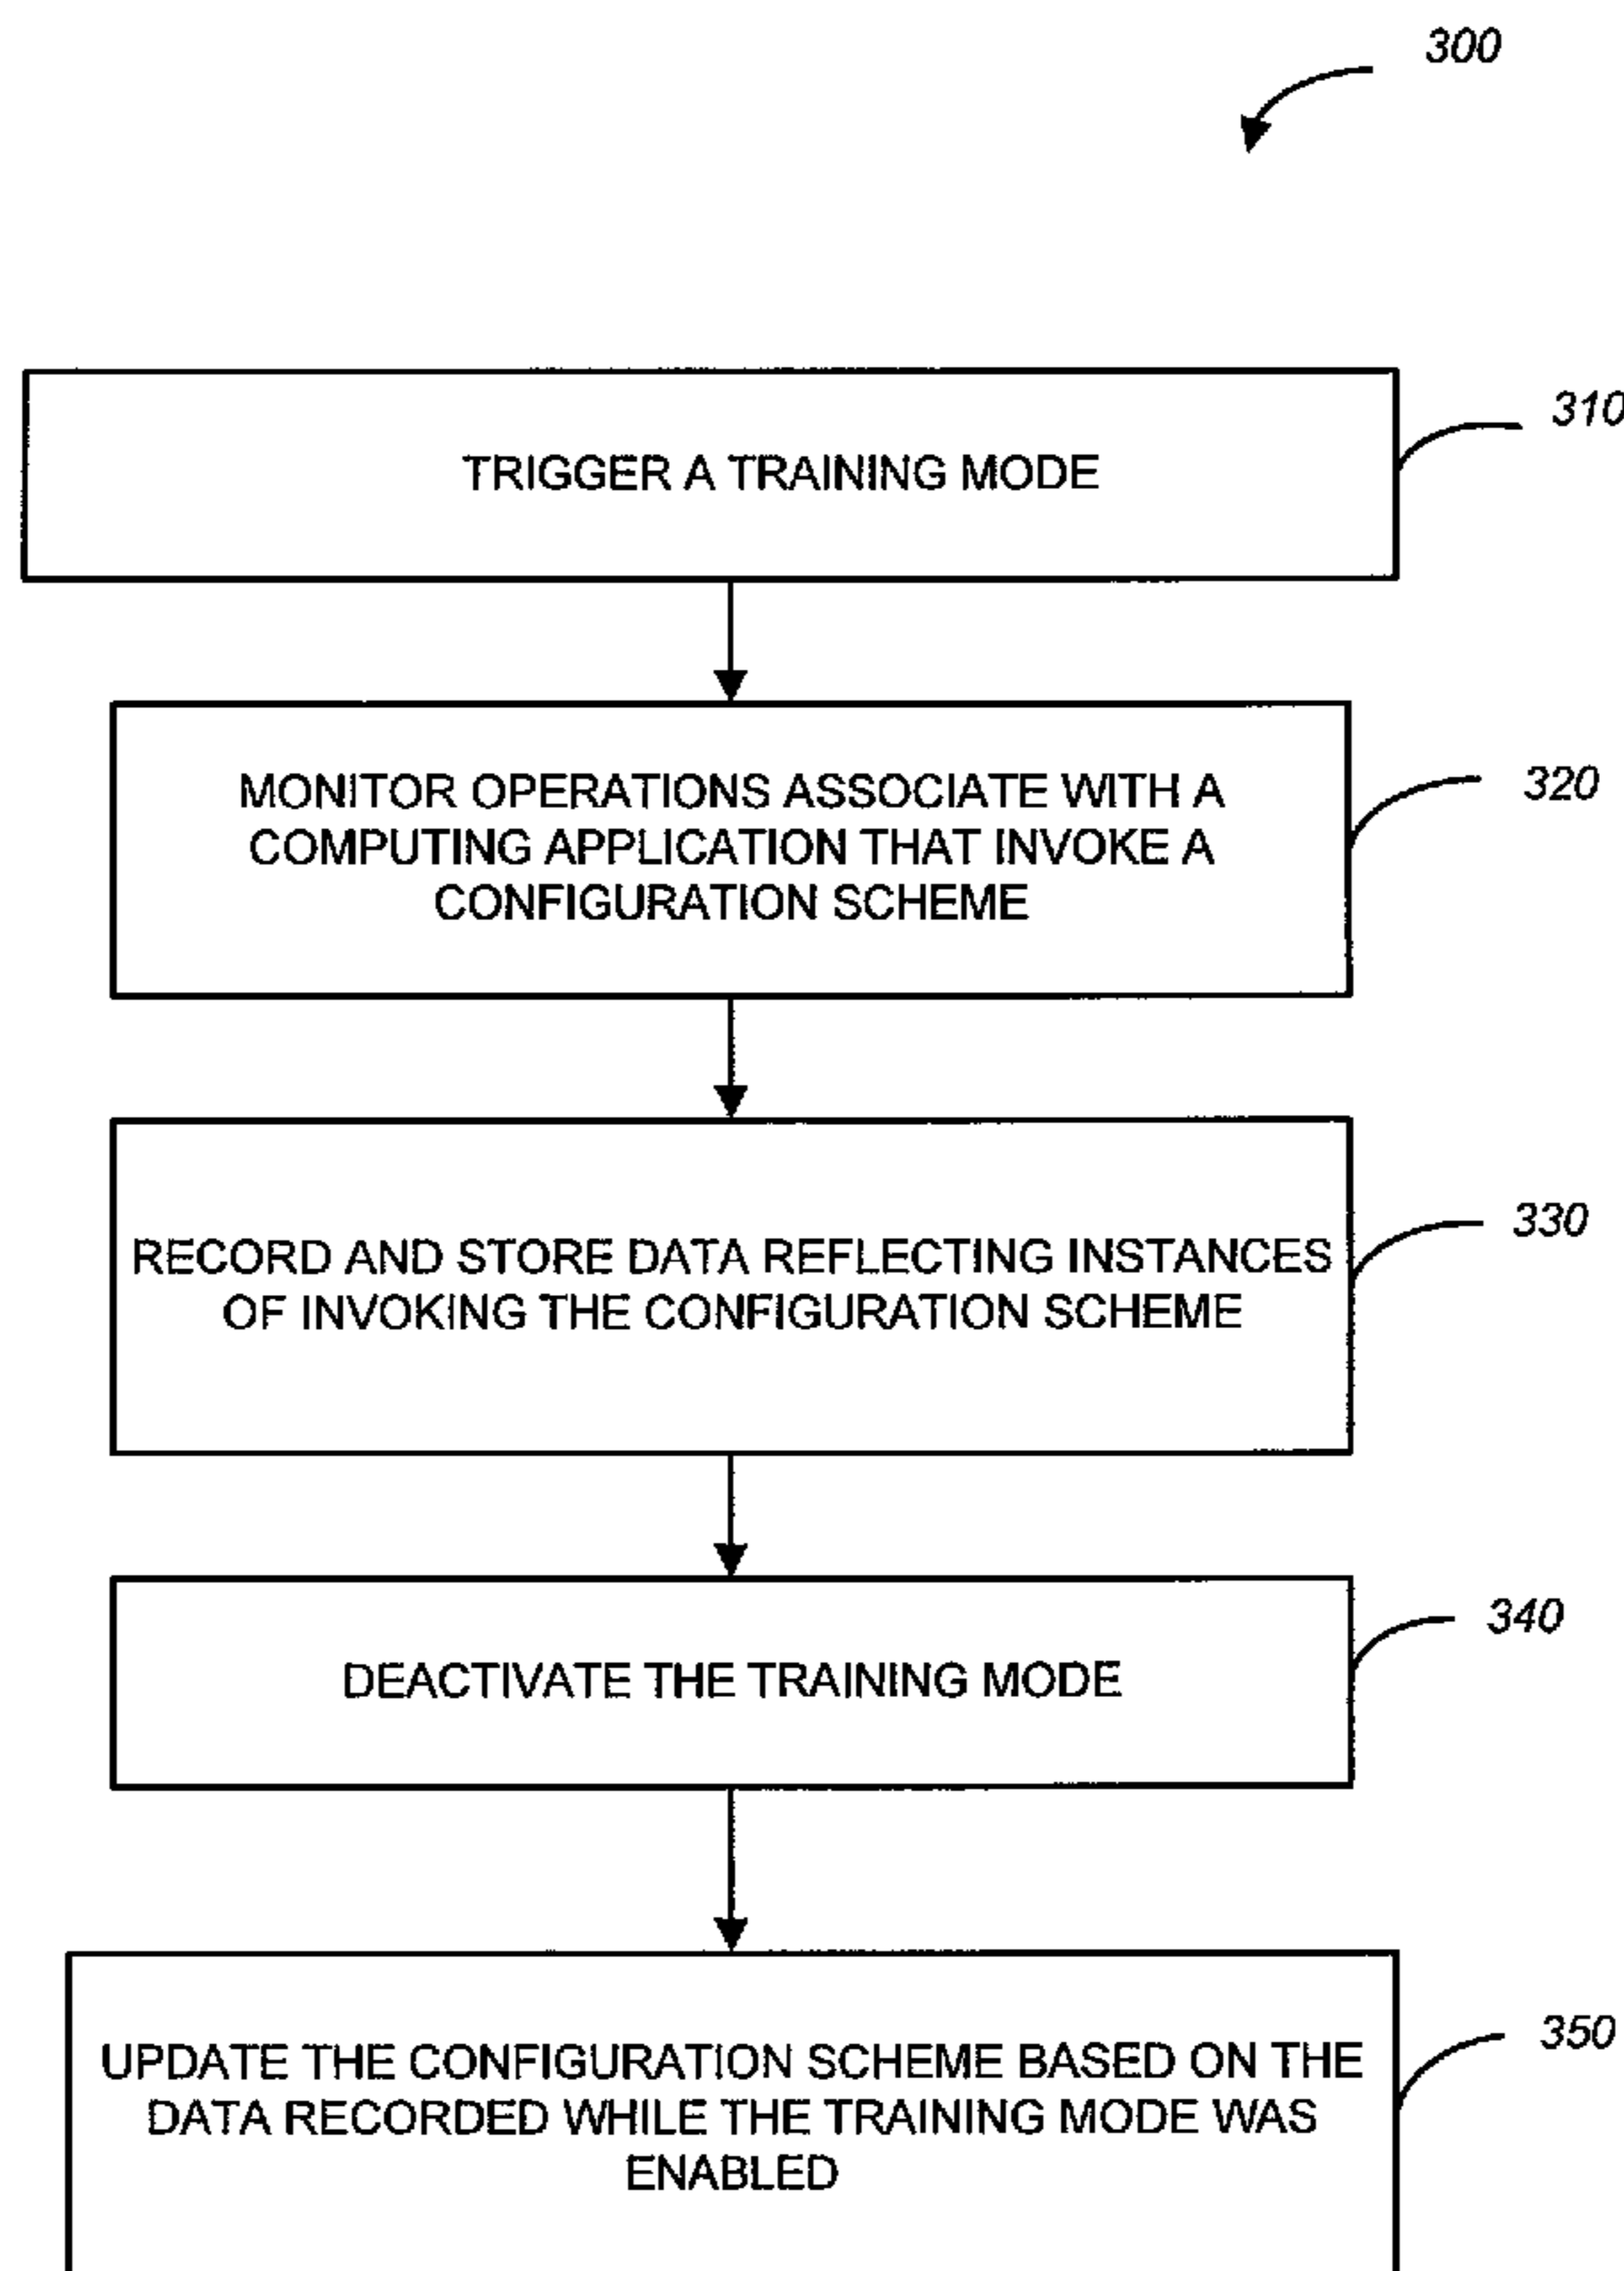 300
310
TRIGGER A TRAINING MODE
320
MONITOR OPERATIONS ASSOCIATE WITH A
COMPUTING APPLICATION THAT INVOKE A
CONFIGURATION SCHEME
330
RECORD AND STORE DATA REFLECTING INSTANCES
OF INVOKING THE CONFIGURATION SCHEME
340
DEACTIVATE THE TRAINING MODE
350
UPDATE THE CONFIGURATION SCHEME BASED ON THE
DATA RECORDED WHILE THE TRAINING MODE WAS
ENABLED